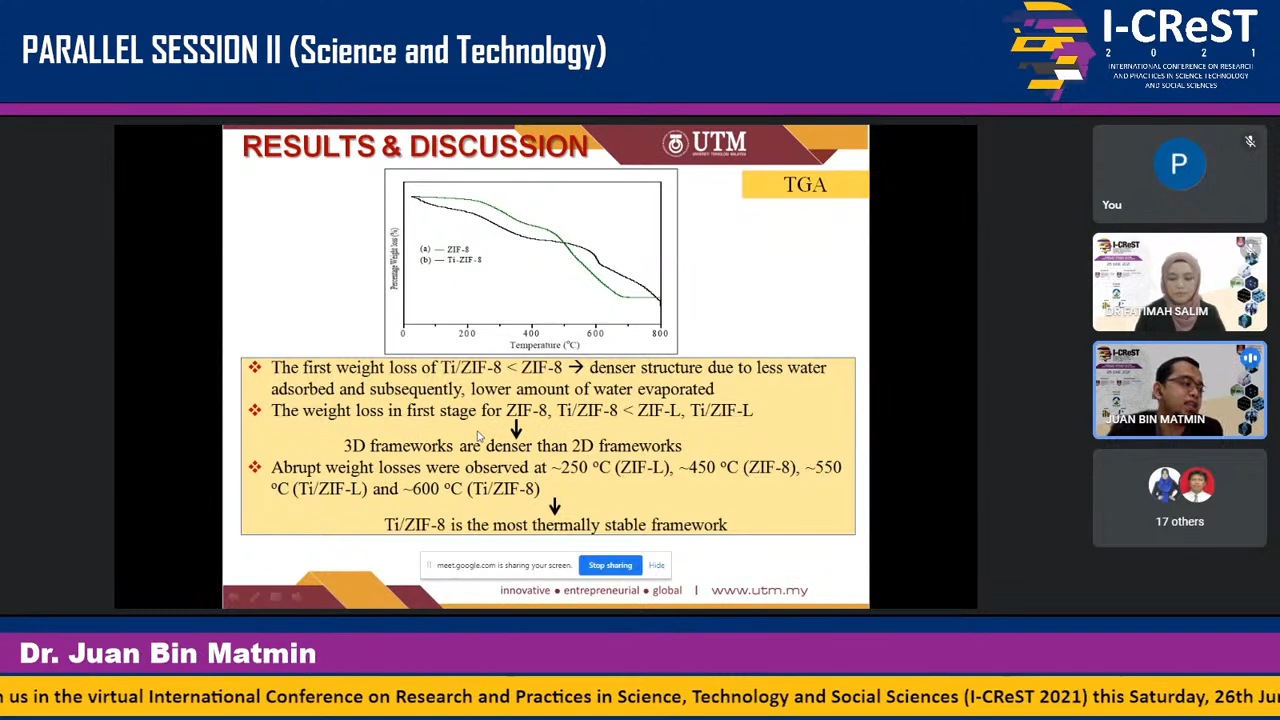 PARALLEL SESSION II (Science and Technology)
I-CReST
2 0 2 1
INTERNATIONAL CONFERENCE ON RESEARCH
AND PRACTICES IN SCIENCE TECHNOLOGY
AND SOCIAL SCIENCES
RESULTS & DISCUSSION
UTM
UNIVERSITI TEKNOLOGI MALAYSIA
TGA
Percentage Weight loss (%)
(a) — ZIF-8
(b) — Ti-ZIF-8
0 200 400 600 800
Temperature (°C)
❖ The first weight loss of Ti/ZIF-8 < ZIF-8 → denser structure due to less water
adsorbed and subsequently, lower amount of water evaporated
❖ The weight loss in first stage for ZIF-8, Ti/ZIF-8 < ZIF-L, Ti/ZIF-L
3D frameworks are denser than 2D frameworks
❖ Abrupt weight losses were observed at ~250 °C (ZIF-L), ~450 °C (ZIF-8), ~550
°C (Ti/ZIF-L) and ~600 °C (Ti/ZIF-8)
Ti/ZIF-8 is the most thermally stable framework
meet.google.com is sharing your screen.
Stop sharing
Hide
innovative ● entrepreneurial ● global
www.utm.my
P
You
I-CReST
DR FATIMAH SALIM
I-CReST
JUAN BIN MATMIN
17 others
Dr. Juan Bin Matmin
n us in the virtual International Conference on Research and Practices in Science, Technology and Social Sciences (I-CReST 2021) this Saturday, 26th Jun